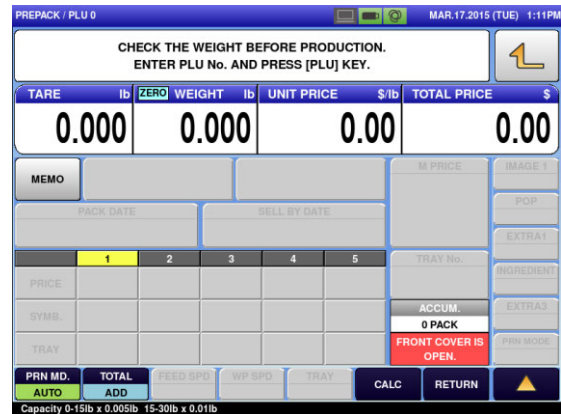 PREPACK / PLU 0
MAR.17.2015 (TUE) 1:11PM
CHECK THE WEIGHT BEFORE PRODUCTION.
ENTER PLU No. AND PRESS [PLU] KEY.
TARE lb ZERO WEIGHT lb UNIT PRICE $/lb TOTAL PRICE $
0.000 0.000 0.00 0.00
MEMO M PRICE IMAGE 1
POP
PACK DATE SELL BY DATE
EXTRA1
1 2 3 4 5 TRAY No.
INGREDIENT
PRICE
EXTRA3
SYMB. ACCUM.
0 PACK
TRAY FRONT COVER IS OPEN. PRN MODE
PRN MD. TOTAL FEED SPD WP SPD TRAY CALC RETURN
AUTO ADD
Capacity 0-15lb x 0.005lb 15-30lb x 0.01lb